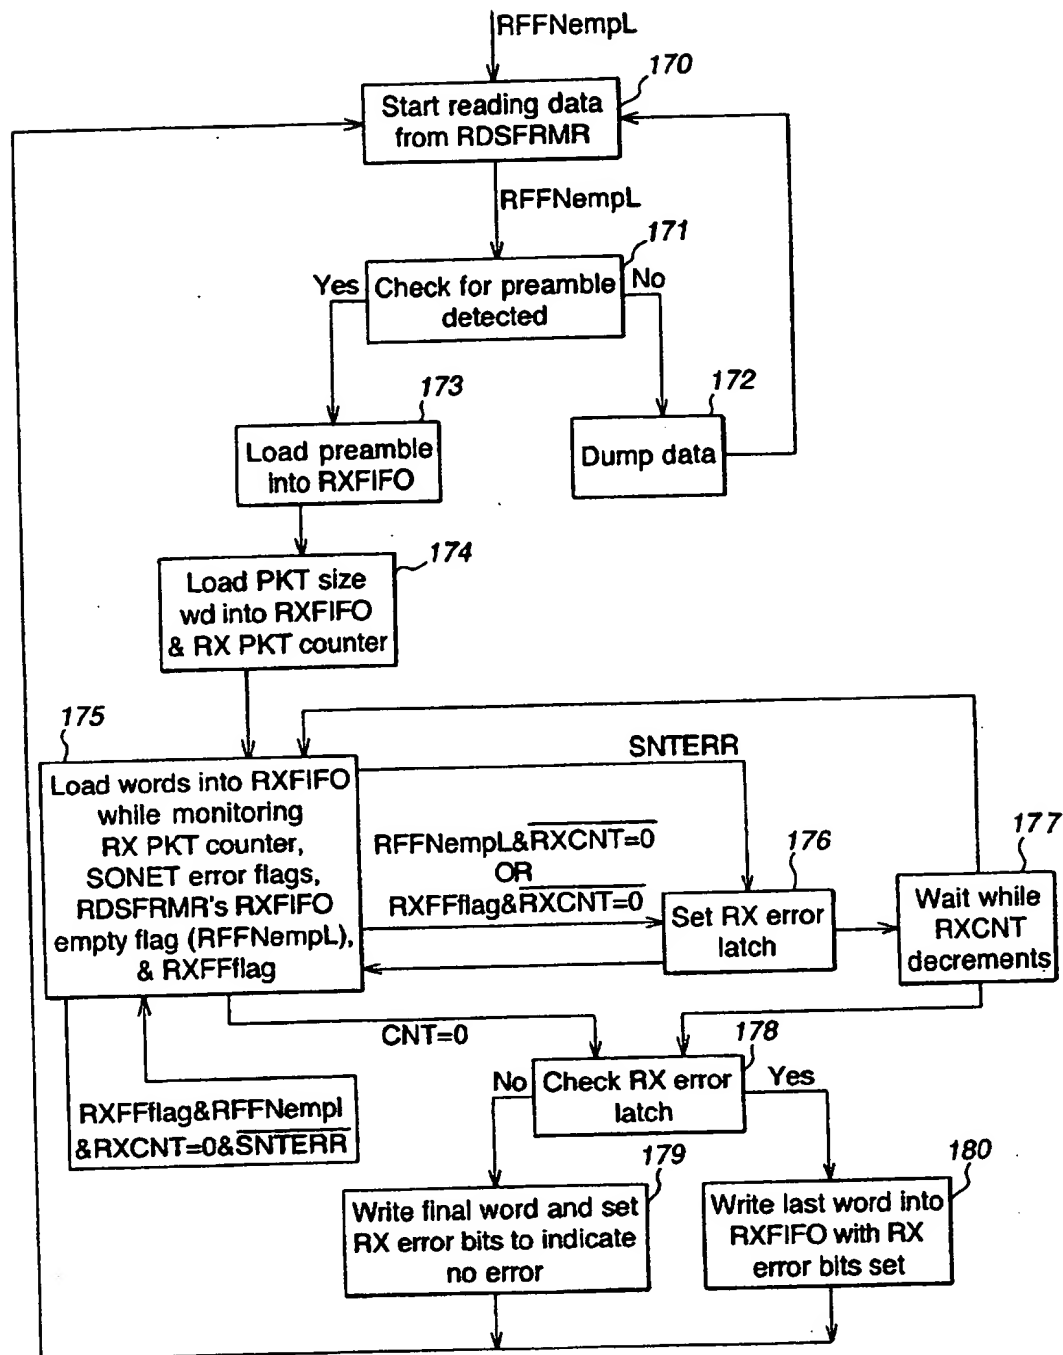 RFFNempL
170
Start reading data
from RDSFRMR
RFFNempL
171
Yes
Check for preamble
detected
No
173
172
Load preamble
into RXFIFO
Dump data
174
Load PKT size
wd into RXFIFO
& RX PKT counter
175
SNTERR
Load words into RXFIFO
while monitoring
RX PKT counter,
SONET error flags,
RDSFRMR's RXFIFO
empty flag (RFFNempL),
& RXFFflag
RFFNempL&RXCNT=0
OR
RXFFflag&RXCNT=0
176
Set RX error
latch
177
Wait while
RXCNT
decrements
CNT=0
178
No
Check RX error
latch
Yes
RXFFflag&RFFNempl
&RXCNT=0&SNTERR
179
Write final word and set
RX error bits to indicate
no error
180
Write last word into
RXFIFO with RX
error bits set